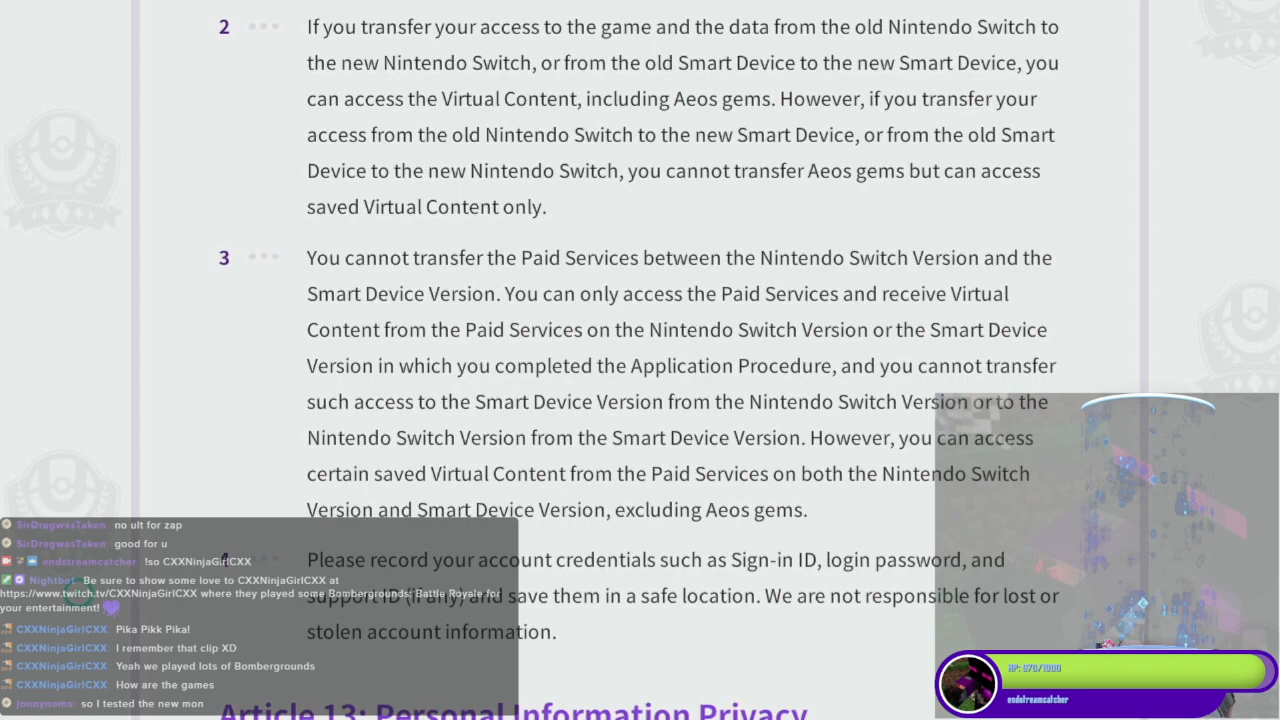 2 If you transfer your access to the game and the data from the old Nintendo Switch to
the new Nintendo Switch, or from the old Smart Device to the new Smart Device, you
can access the Virtual Content, including Aeos gems. However, if you transfer your
access from the old Nintendo Switch to the new Smart Device, or from the old Smart
Device to the new Nintendo Switch, you cannot transfer Aeos gems but can access
saved Virtual Content only.
3 You cannot transfer the Paid Services between the Nintendo Switch Version and the
Smart Device Version. You can only access the Paid Services and receive Virtual
Content from the Paid Services on the Nintendo Switch Version or the Smart Device
Version in which you completed the Application Procedure, and you cannot transfer
such access to the Smart Device Version from the Nintendo Switch Version or to the
Nintendo Switch Version from the Smart Device Version. However, you can access
certain saved Virtual Content from the Paid Services on both the Nintendo Switch
Version and Smart Device Version, excluding Aeos gems.
4 Please record your account credentials such as Sign-in ID, login password, and
support ID (if any) and save them in a safe location. We are not responsible for lost or
stolen account information.
Article 13: Personal Information Privacy
SirDragwasTaken: no ult for zap
SirDragwasTaken: good for u
endstreamcatcher: !so CXXNinjaGirlCXX
Nightbot: Be sure to show some love to CXXNinjaGirlCXX at
https://www.twitch.tv/CXXNinjaGirlCXX where they played some Bombergrounds: Battle Royale for
your entertainment!
CXXNinjaGirlCXX: Pika Pikk Pika!
CXXNinjaGirlCXX: I remember that clip XD
CXXNinjaGirlCXX: Yeah we played lots of Bombergrounds
CXXNinjaGirlCXX: How are the games
jonnynoms: so I tested the new mon
HP: 970/1000
endstreamcatcher